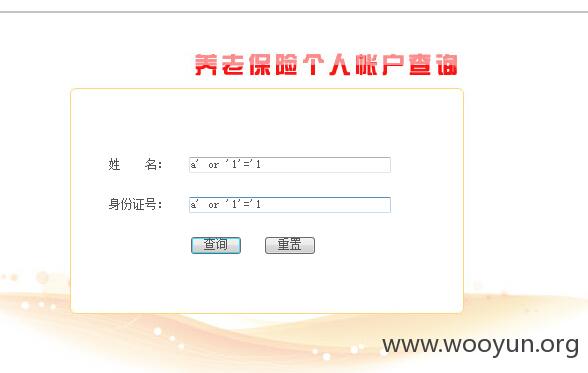 养老保险个人帐户查询
姓 名： a' or '1'='1
身份证号： a' or '1'='1
查询 重置
www.wooyun.org